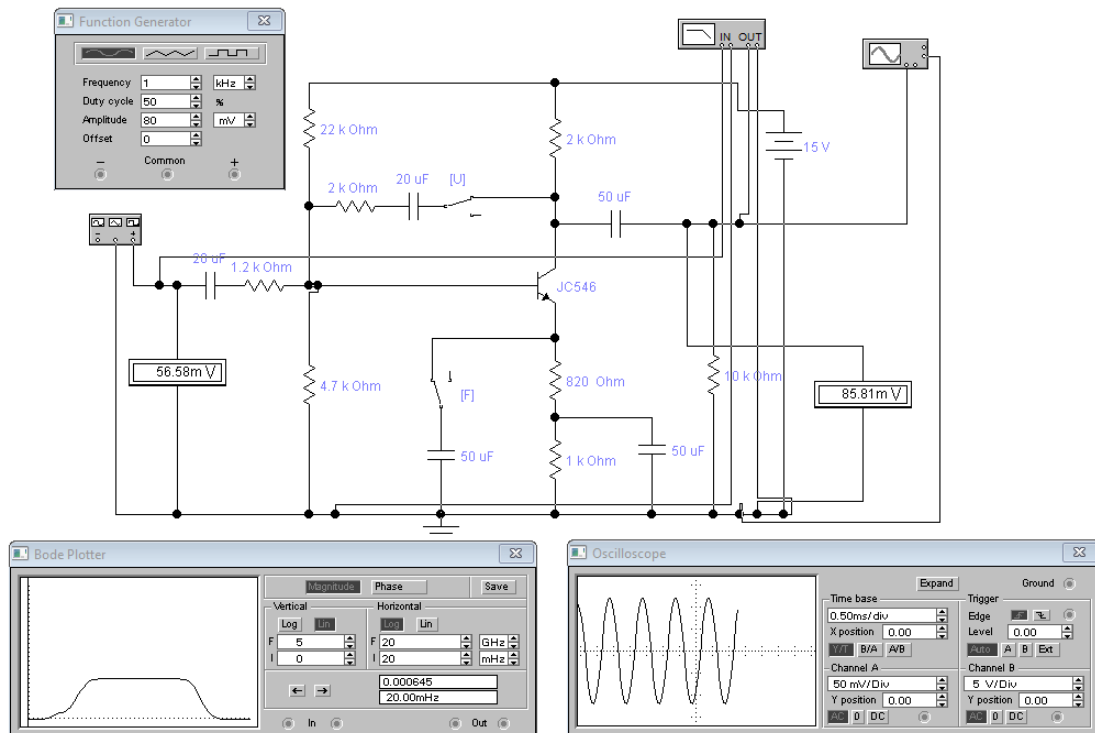 Function Generator
Frequency 1 kHz
Duty cycle 50 %
Amplitude 80 mV
Offset 0
− Common +
IN OUT
22 k Ohm
2 k Ohm
15 V
20 uF [U]
2 k Ohm
50 uF
− +
20 uF
1.2 k Ohm
JC546
56.58m V
4.7 k Ohm
[F]
820 Ohm
10 k Ohm
85.81m V
50 uF
1 k Ohm
50 uF
Bode Plotter
Magnitude Phase Save
Vertical Horizontal
Log Lin Log Lin
F 5 F 20 GHz
I 0 I 20 mHz
0.000645
← → 20.00mHz
In Out
Oscilloscope
Expand Ground
Time base Trigger
0.50ms/div Edge
X position 0.00 Level 0.00
Y/T B/A A/B Auto A B Ext
Channel A Channel B
50 mV/Div 5 V/Div
Y position 0.00 Y position 0.00
AC 0 DC AC 0 DC